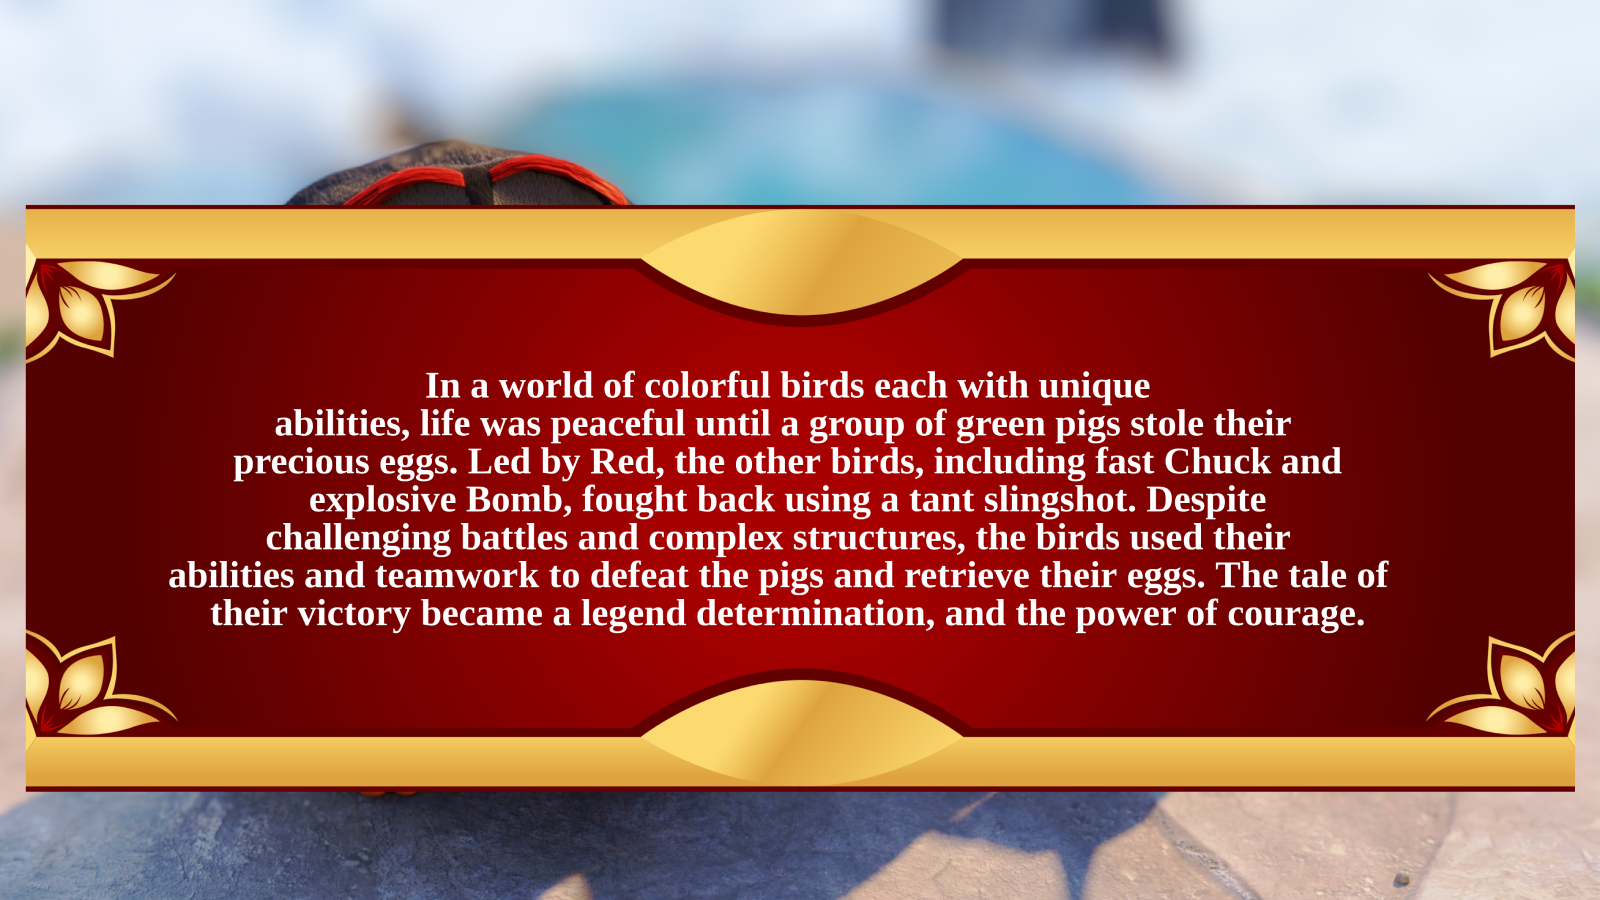 In a world of colorful birds each with unique
abilities, life was peaceful until a group of green pigs stole their
precious eggs. Led by Red, the other birds, including fast Chuck and
explosive Bomb, fought back using a tant slingshot. Despite
challenging battles and complex structures, the birds used their
abilities and teamwork to defeat the pigs and retrieve their eggs. The tale of
their victory became a legend determination, and the power of courage.